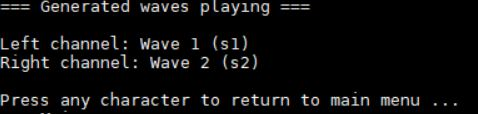 === Generated waves playing ===
Left channel: Wave 1 (s1)
Right channel: Wave 2 (s2)
Press any character to return to main menu ...